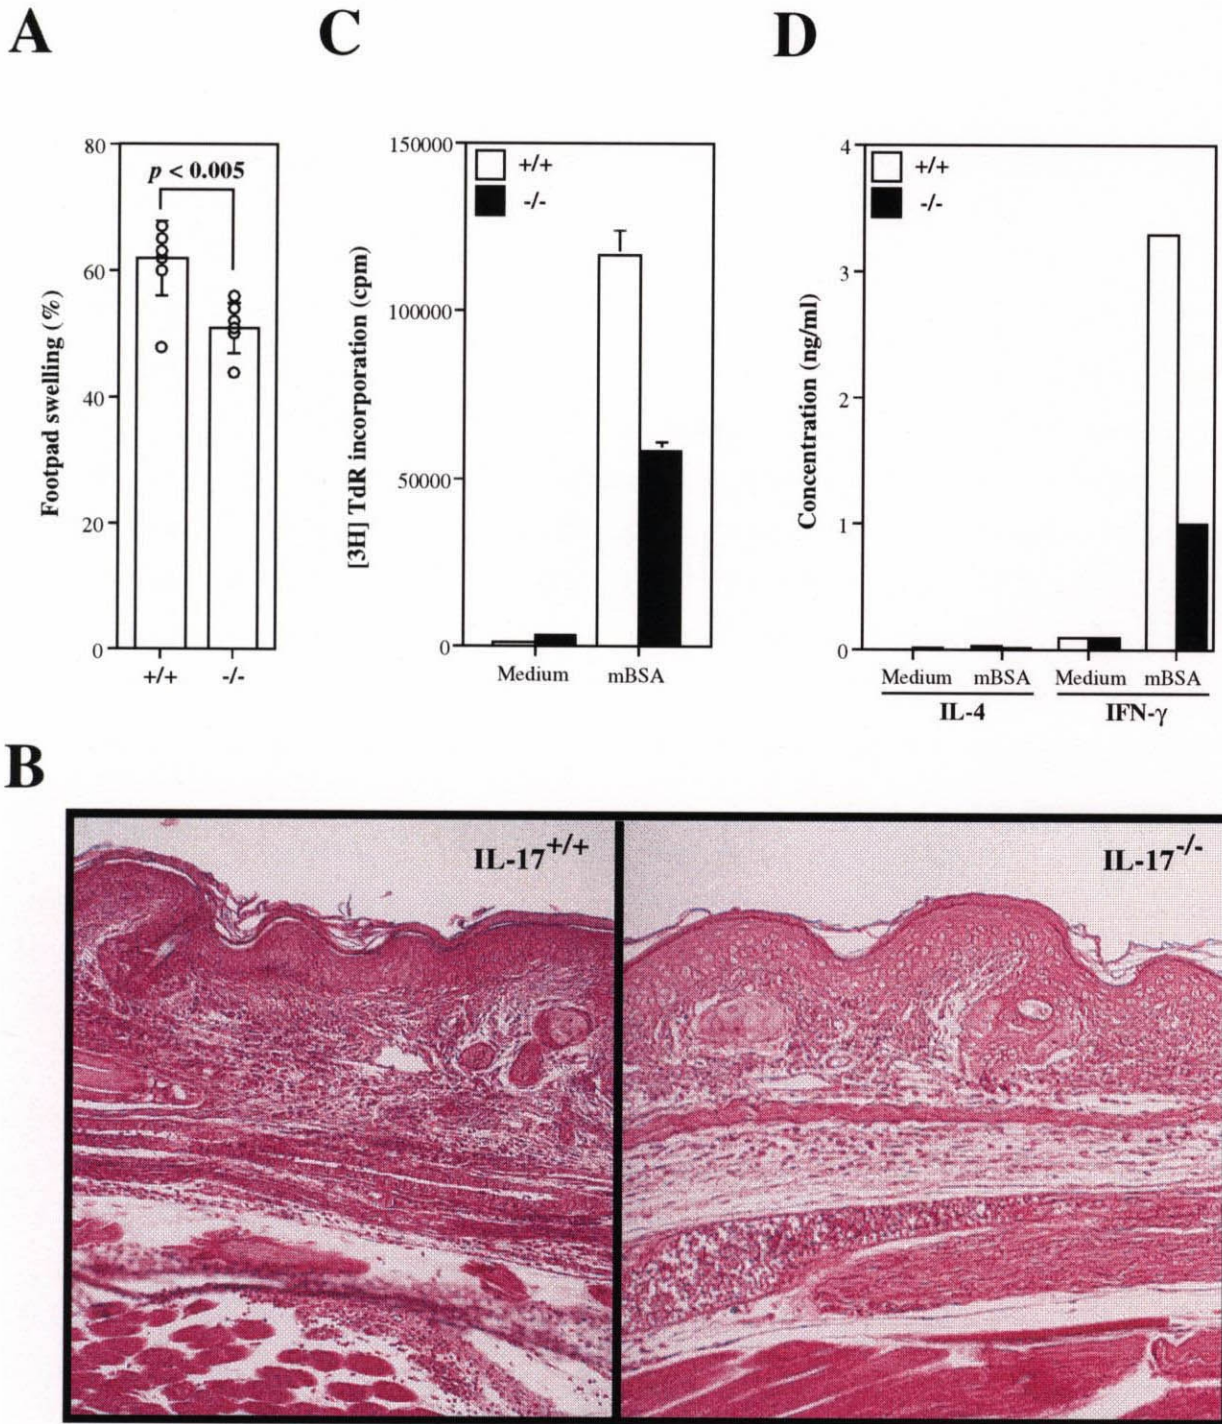 A
C
D
80
60
40
20
0
Footpad swelling (%)
p < 0.005
+/+
-/-
150000
100000
50000
0
[3H] TdR incorporation (cpm)
+/+
-/-
Medium
mBSA
4
3
2
1
0
Concentration (ng/ml)
+/+
-/-
Medium mBSA Medium mBSA
IL-4 IFN-γ
B
IL-17+/+
IL-17-/-